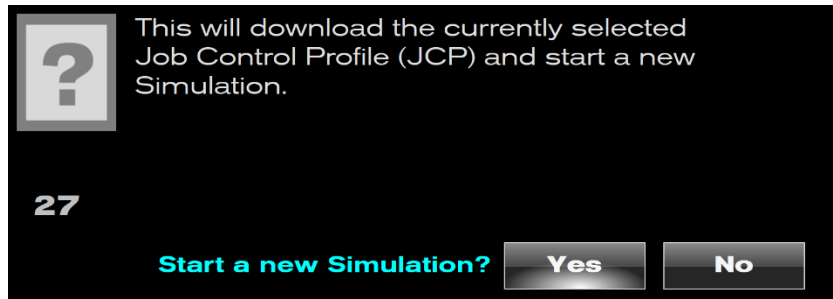 ?
This will download the currently selected
Job Control Profile (JCP) and start a new
Simulation.
27
Start a new Simulation? Yes No